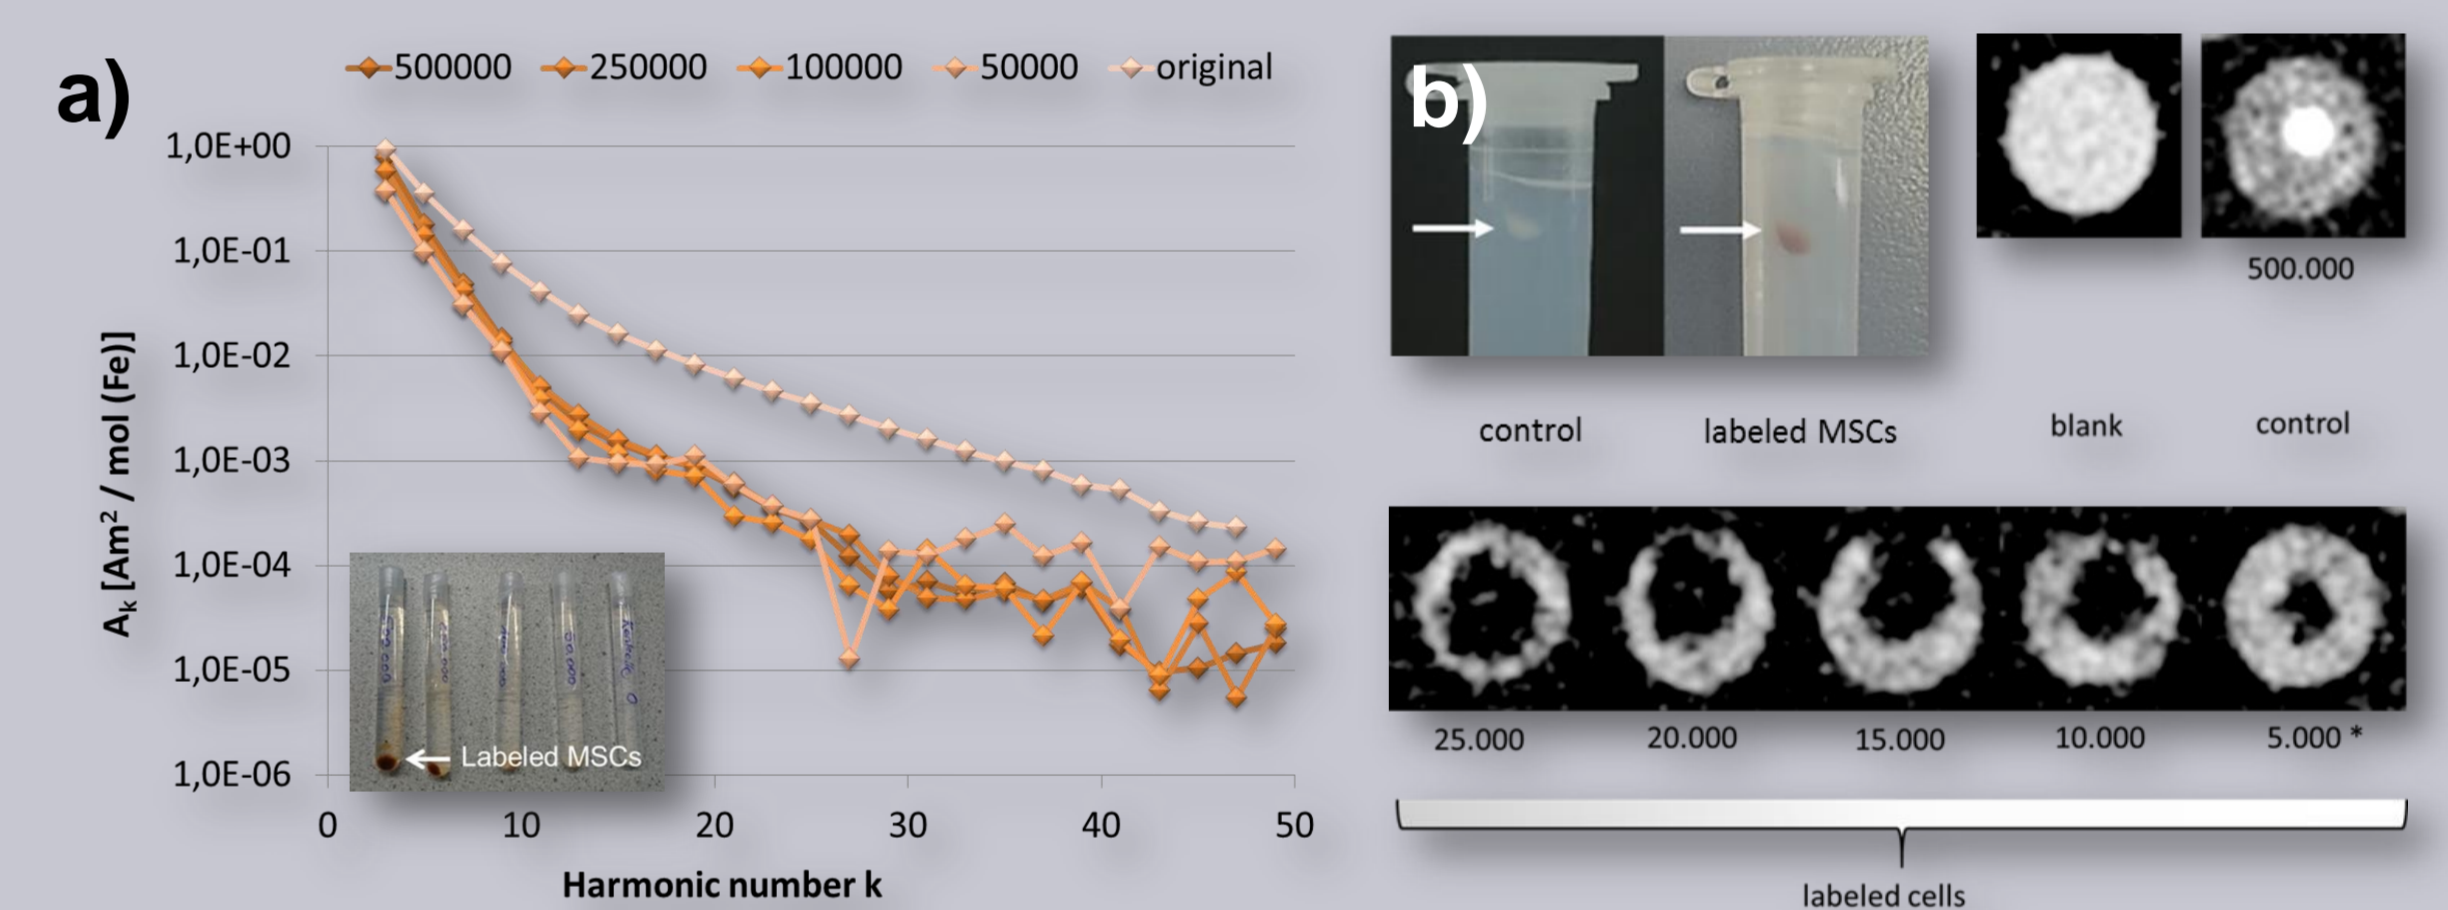 a)
500000 250000 100000 50000 original
1,0E+00
1,0E-01
1,0E-02
1,0E-03
1,0E-04
1,0E-05
1,0E-06
Aₖ [Am² / mol (Fe)]
0 10 20 30 40 50
Harmonic number k
Labeled MSCs
b)
control labeled MSCs
500.000
blank control
25.000 20.000 15.000 10.000 5.000 *
labeled cells